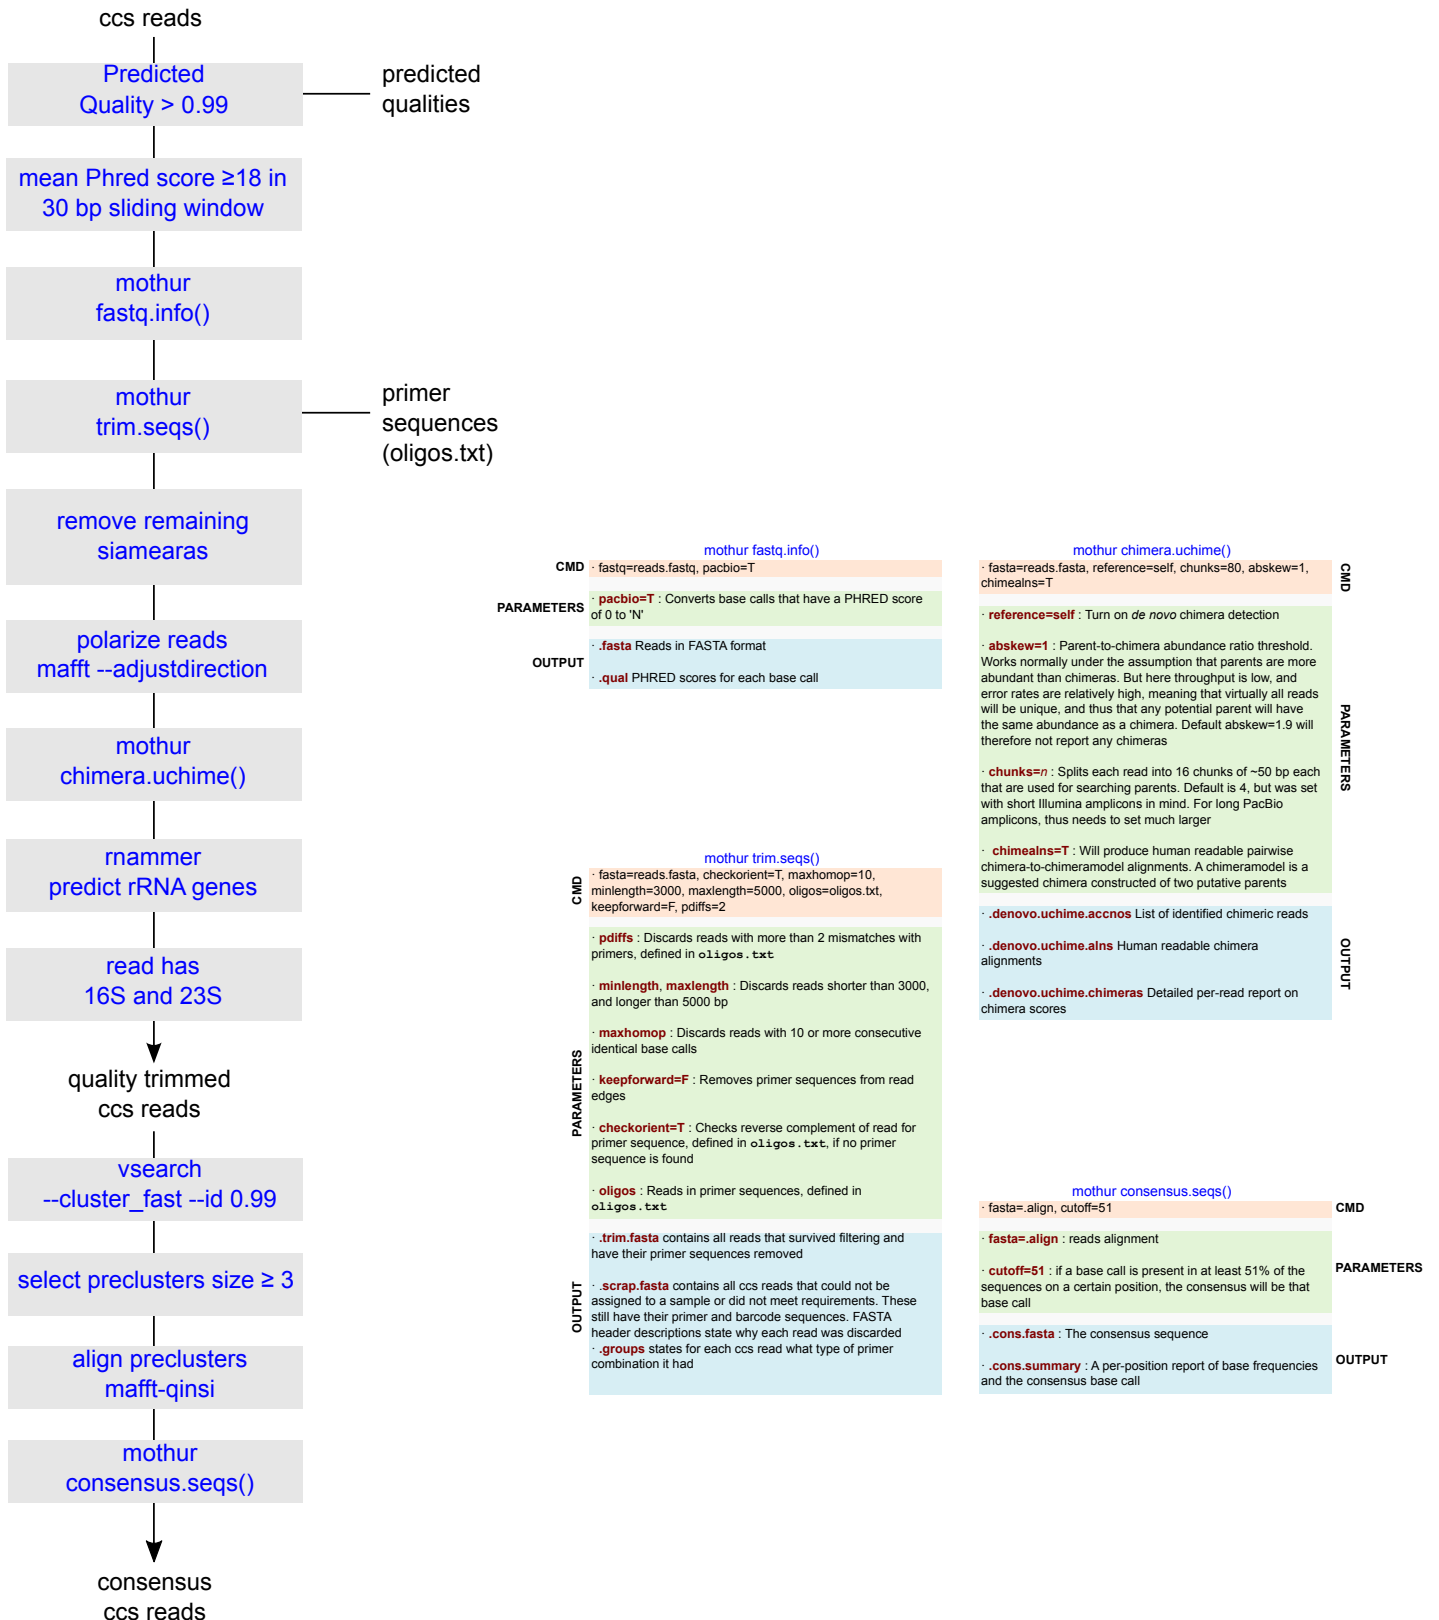 ccs reads
Predicted
Quality > 0.99
predicted
qualities
mean Phred score ≥18 in
30 bp sliding window
mothur
fastq.info()
mothur
trim.seqs()
primer
sequences
(oligos.txt)
remove remaining
siamearas
polarize reads
mafft --adjustdirection
mothur
chimera.uchime()
rnammer
predict rRNA genes
read has
16S and 23S
quality trimmed
ccs reads
vsearch
--cluster_fast --id 0.99
select preclusters size ≥ 3
align preclusters
mafft-qinsi
mothur
consensus.seqs()
consensus
ccs reads
mothur fastq.info()
CMD
· fastq=reads.fastq, pacbio=T
PARAMETERS
· pacbio=T : Converts base calls that have a PHRED score
of 0 to 'N'
OUTPUT
· .fasta Reads in FASTA format
· .qual PHRED scores for each base call
mothur trim.seqs()
CMD
· fasta=reads.fasta, checkorient=T, maxhomop=10,
minlength=3000, maxlength=5000, oligos=oligos.txt,
keepforward=F, pdiffs=2
PARAMETERS
· pdiffs : Discards reads with more than 2 mismatches with
primers, defined in oligos.txt
· minlength, maxlength : Discards reads shorter than 3000,
and longer than 5000 bp
· maxhomop : Discards reads with 10 or more consecutive
identical base calls
· keepforward=F : Removes primer sequences from read
edges
· checkorient=T : Checks reverse complement of read for
primer sequence, defined in oligos.txt, if no primer
sequence is found
· oligos : Reads in primer sequences, defined in
oligos.txt
OUTPUT
· .trim.fasta contains all reads that survived filtering and
have their primer sequences removed
· .scrap.fasta contains all ccs reads that could not be
assigned to a sample or did not meet requirements. These
still have their primer and barcode sequences. FASTA
header descriptions state why each read was discarded
· .groups states for each ccs read what type of primer
combination it had
mothur chimera.uchime()
CMD
· fasta=reads.fasta, reference=self, chunks=80, abskew=1,
chimealns=T
PARAMETERS
· reference=self : Turn on de novo chimera detection
· abskew=1 : Parent-to-chimera abundance ratio threshold.
Works normally under the assumption that parents are more
abundant than chimeras. But here throughput is low, and
error rates are relatively high, meaning that virtually all reads
will be unique, and thus that any potential parent will have
the same abundance as a chimera. Default abskew=1.9 will
therefore not report any chimeras
· chunks=n : Splits each read into 16 chunks of ~50 bp each
that are used for searching parents. Default is 4, but was set
with short Illumina amplicons in mind. For long PacBio
amplicons, thus needs to set much larger
· chimealns=T : Will produce human readable pairwise
chimera-to-chimeramodel alignments. A chimeramodel is a
suggested chimera constructed of two putative parents
OUTPUT
· .denovo.uchime.accnos List of identified chimeric reads
· .denovo.uchime.alns Human readable chimera
alignments
· .denovo.uchime.chimeras Detailed per-read report on
chimera scores
mothur consensus.seqs()
· fasta=.align, cutoff=51
CMD
· fasta=.align : reads alignment
· cutoff=51 : if a base call is present in at least 51% of the
sequences on a certain position, the consensus will be that
base call
PARAMETERS
· .cons.fasta : The consensus sequence
· .cons.summary : A per-position report of base frequencies
and the consensus base call
OUTPUT